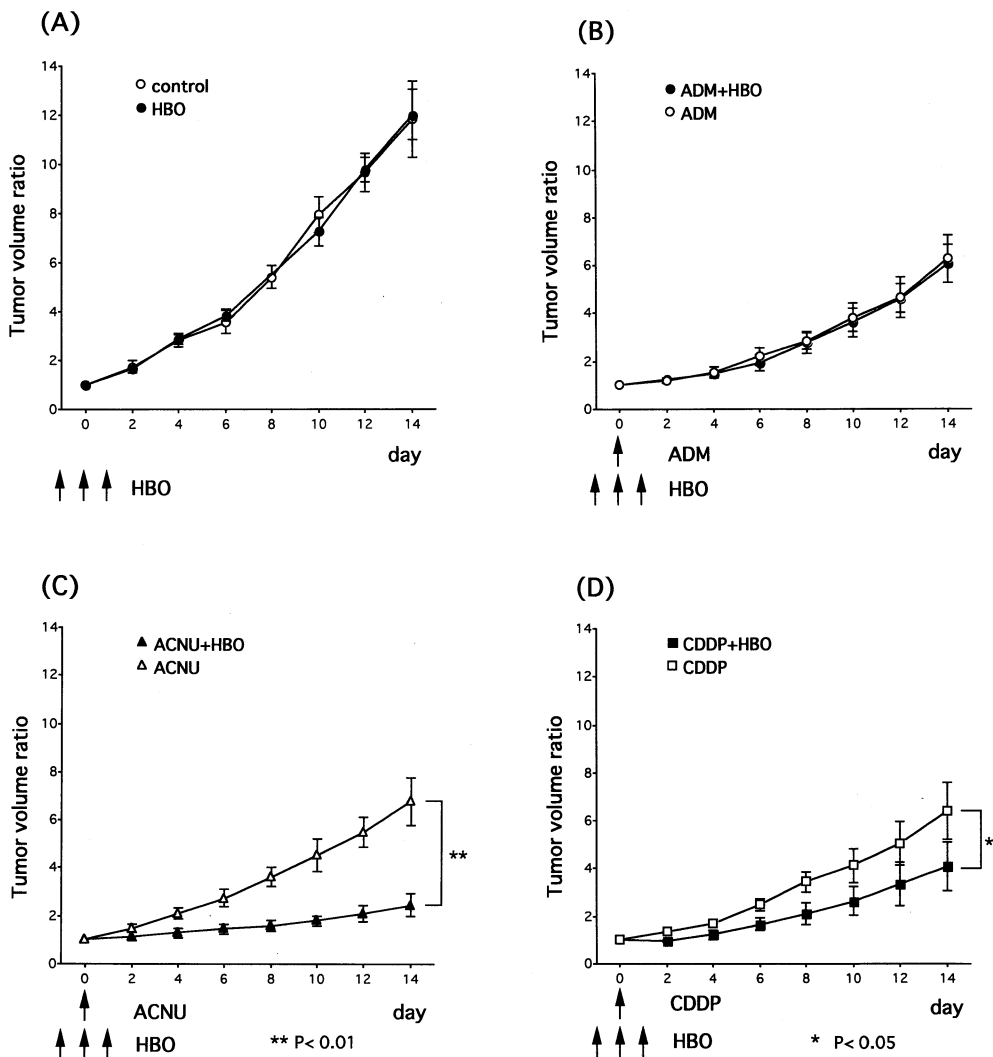 (A)
Tumor volume ratio
14
12
10
8
6
4
2
0
control
HBO
0 2 4 6 8 10 12 14
day
HBO
(B)
Tumor volume ratio
14
12
10
8
6
4
2
0
ADM+HBO
ADM
0 2 4 6 8 10 12 14
ADM
day
HBO
(C)
Tumor volume ratio
14
12
10
8
6
4
2
0
ACNU+HBO
ACNU
**
0 2 4 6 8 10 12 14
ACNU
day
HBO
** P< 0.01
(D)
Tumor volume ratio
14
12
10
8
6
4
2
0
CDDP+HBO
CDDP
*
0 2 4 6 8 10 12 14
CDDP
day
HBO
* P< 0.05